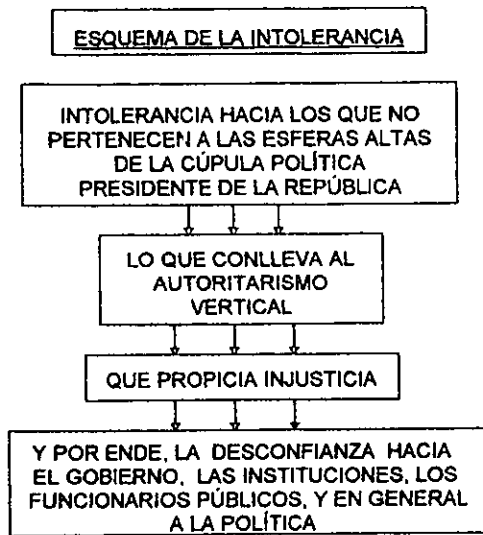 ESQUEMA DE LA INTOLERANCIA
INTOLERANCIA HACIA LOS QUE NO
PERTENECEN A LAS ESFERAS ALTAS
DE LA CÚPULA POLÍTICA
PRESIDENTE DE LA REPÚBLICA
LO QUE CONLLEVA AL
AUTORITARISMO
VERTICAL
QUE PROPICIA INJUSTICIA
Y POR ENDE, LA DESCONFIANZA HACIA
EL GOBIERNO, LAS INSTITUCIONES, LOS
FUNCIONARIOS PÚBLICOS, Y EN GENERAL
A LA POLÍTICA